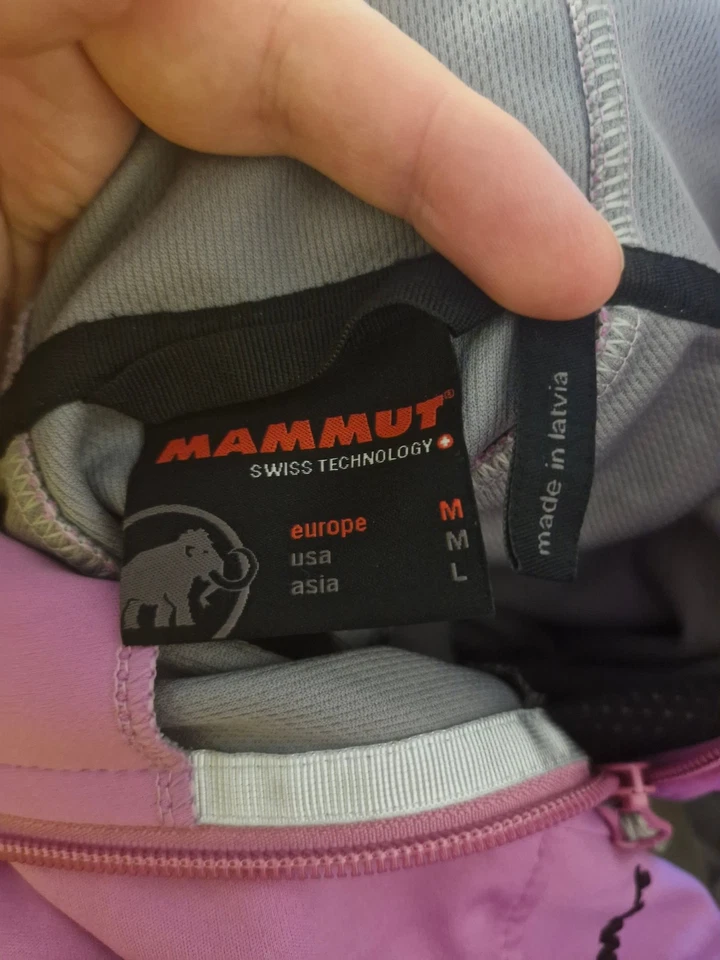 MAMMUT®
SWISS TECHNOLOGY
europe M
usa M
asia L
made in latvia